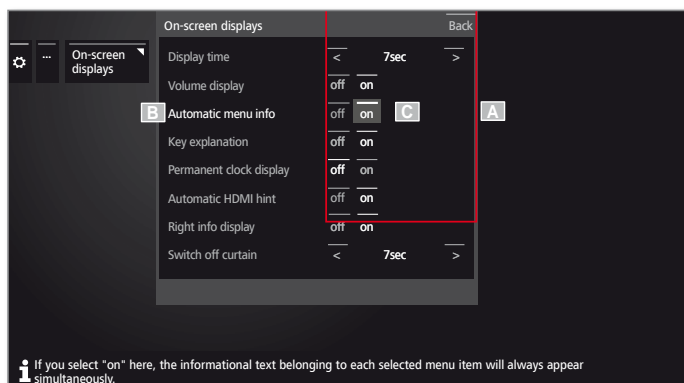 On-screen displays Back
... On-screen displays
Display time < 7sec >
Volume display off on
B Automatic menu info off on C A
Key explanation off on
Permanent clock display off on
Automatic HDMI hint off on
Right info display off on
Switch off curtain < 7sec >
If you select "on" here, the informational text belonging to each selected menu item will always appear
simultaneously.